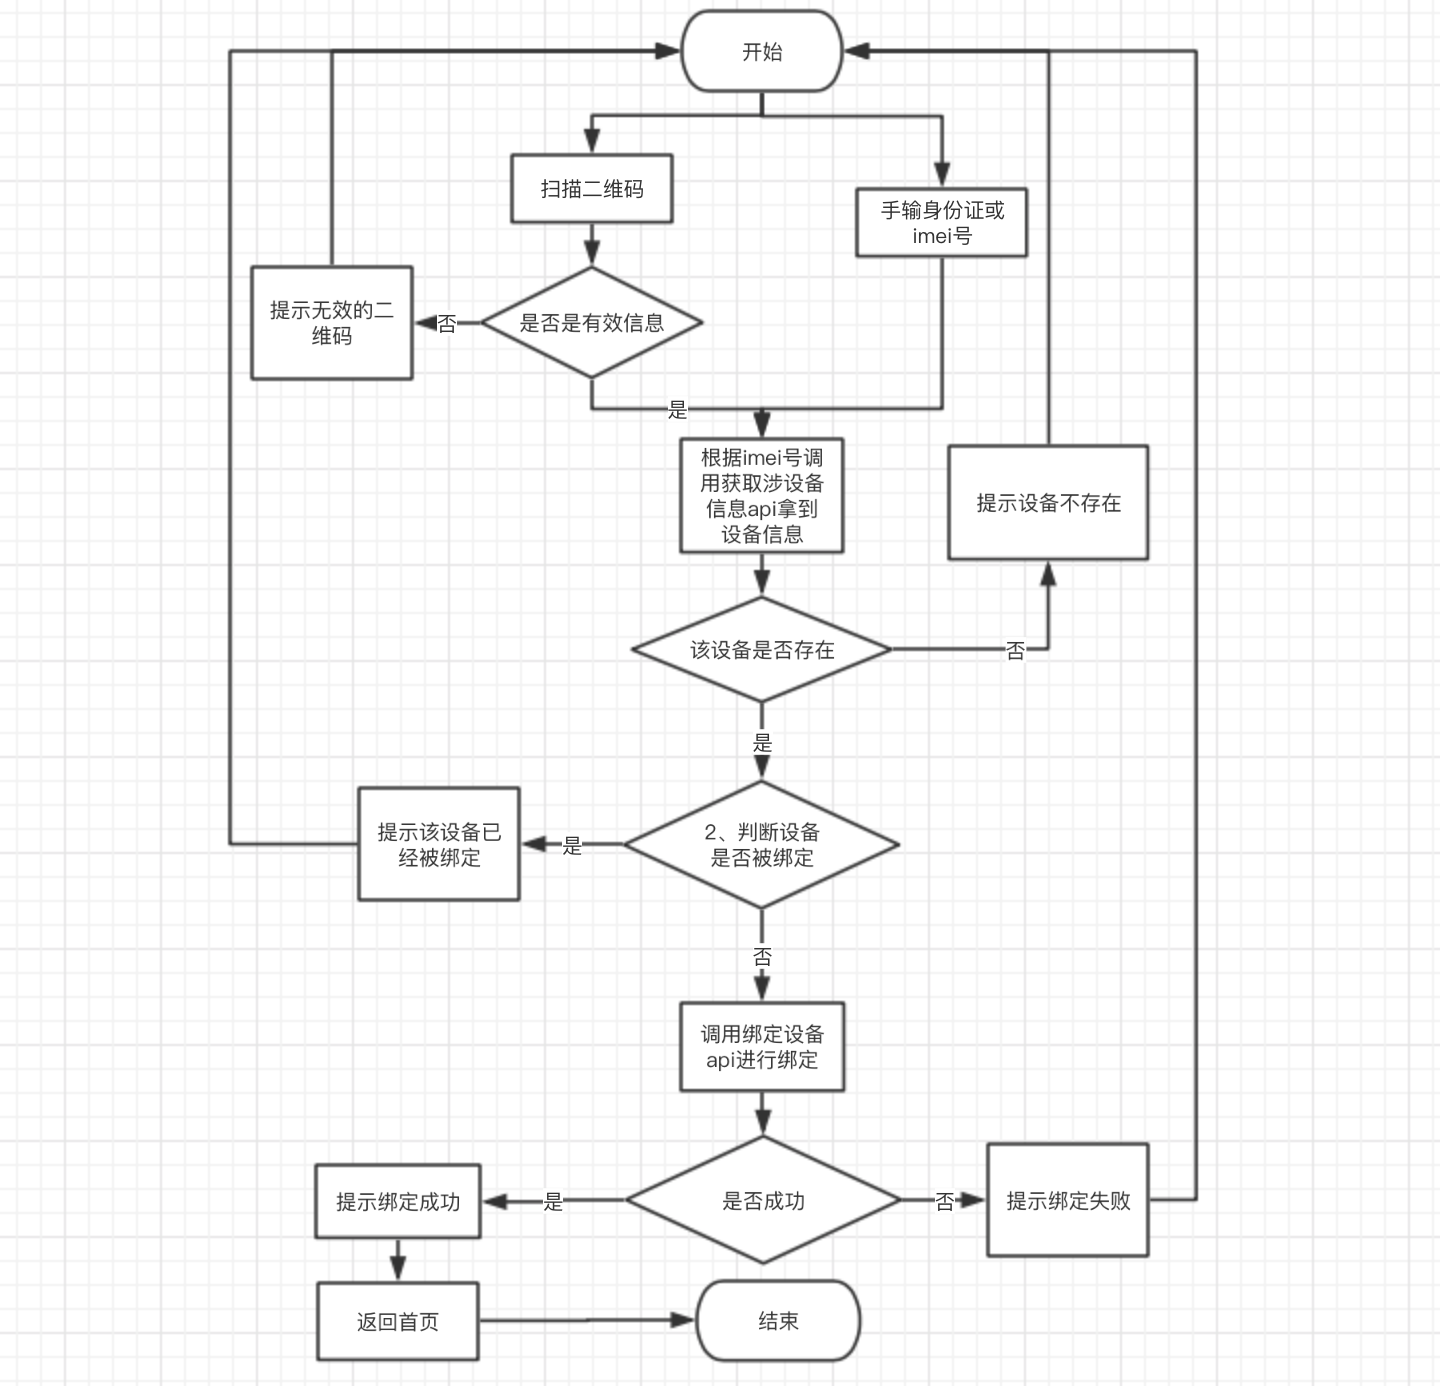 开始
扫描二维码
手输身份证或
imei号
提示无效的二
维码
否
是否是有效信息
是
根据imei号调
用获取涉设备
信息api拿到
设备信息
提示设备不存在
该设备是否存在
否
是
提示该设备已
经被绑定
是
2、判断设备
是否被绑定
否
调用绑定设备
api进行绑定
提示绑定成功
是
是否成功
否
提示绑定失败
返回首页
结束